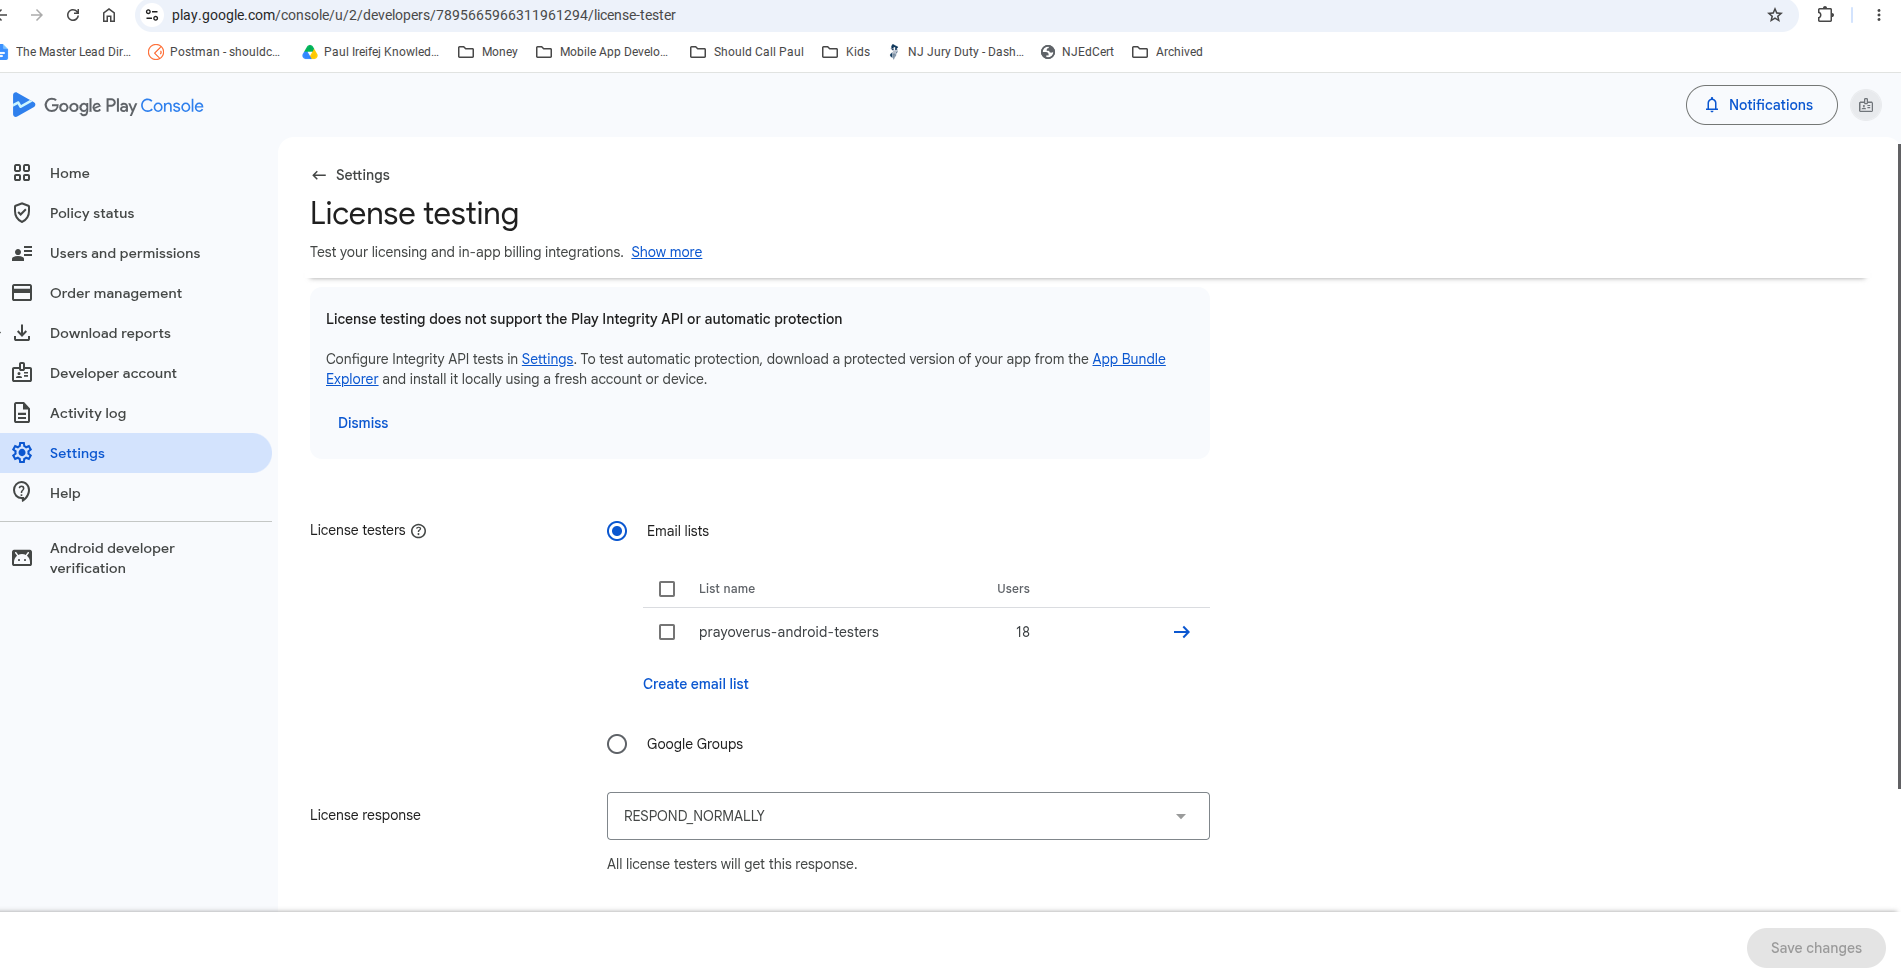 play.google.com/console/u/2/developers/7895665966311961294/license-tester
The Master Lead Dir...
Postman - shouldc...
Paul Ireifej Knowled...
Money
Mobile App Develo...
Should Call Paul
Kids
NJ Jury Duty - Dash...
NJEdCert
Archived
Google Play Console
Notifications
Home
Policy status
Users and permissions
Order management
Download reports
Developer account
Activity log
Settings
Help
Android developer
verification
Settings
License testing
Test your licensing and in-app billing integrations. Show more
License testing does not support the Play Integrity API or automatic protection
Configure Integrity API tests in Settings. To test automatic protection, download a protected version of your app from the App Bundle
Explorer and install it locally using a fresh account or device.
Dismiss
License testers
Email lists
List name Users
prayoverus-android-testers 18
Create email list
Google Groups
License response
RESPOND_NORMALLY
All license testers will get this response.
Save changes